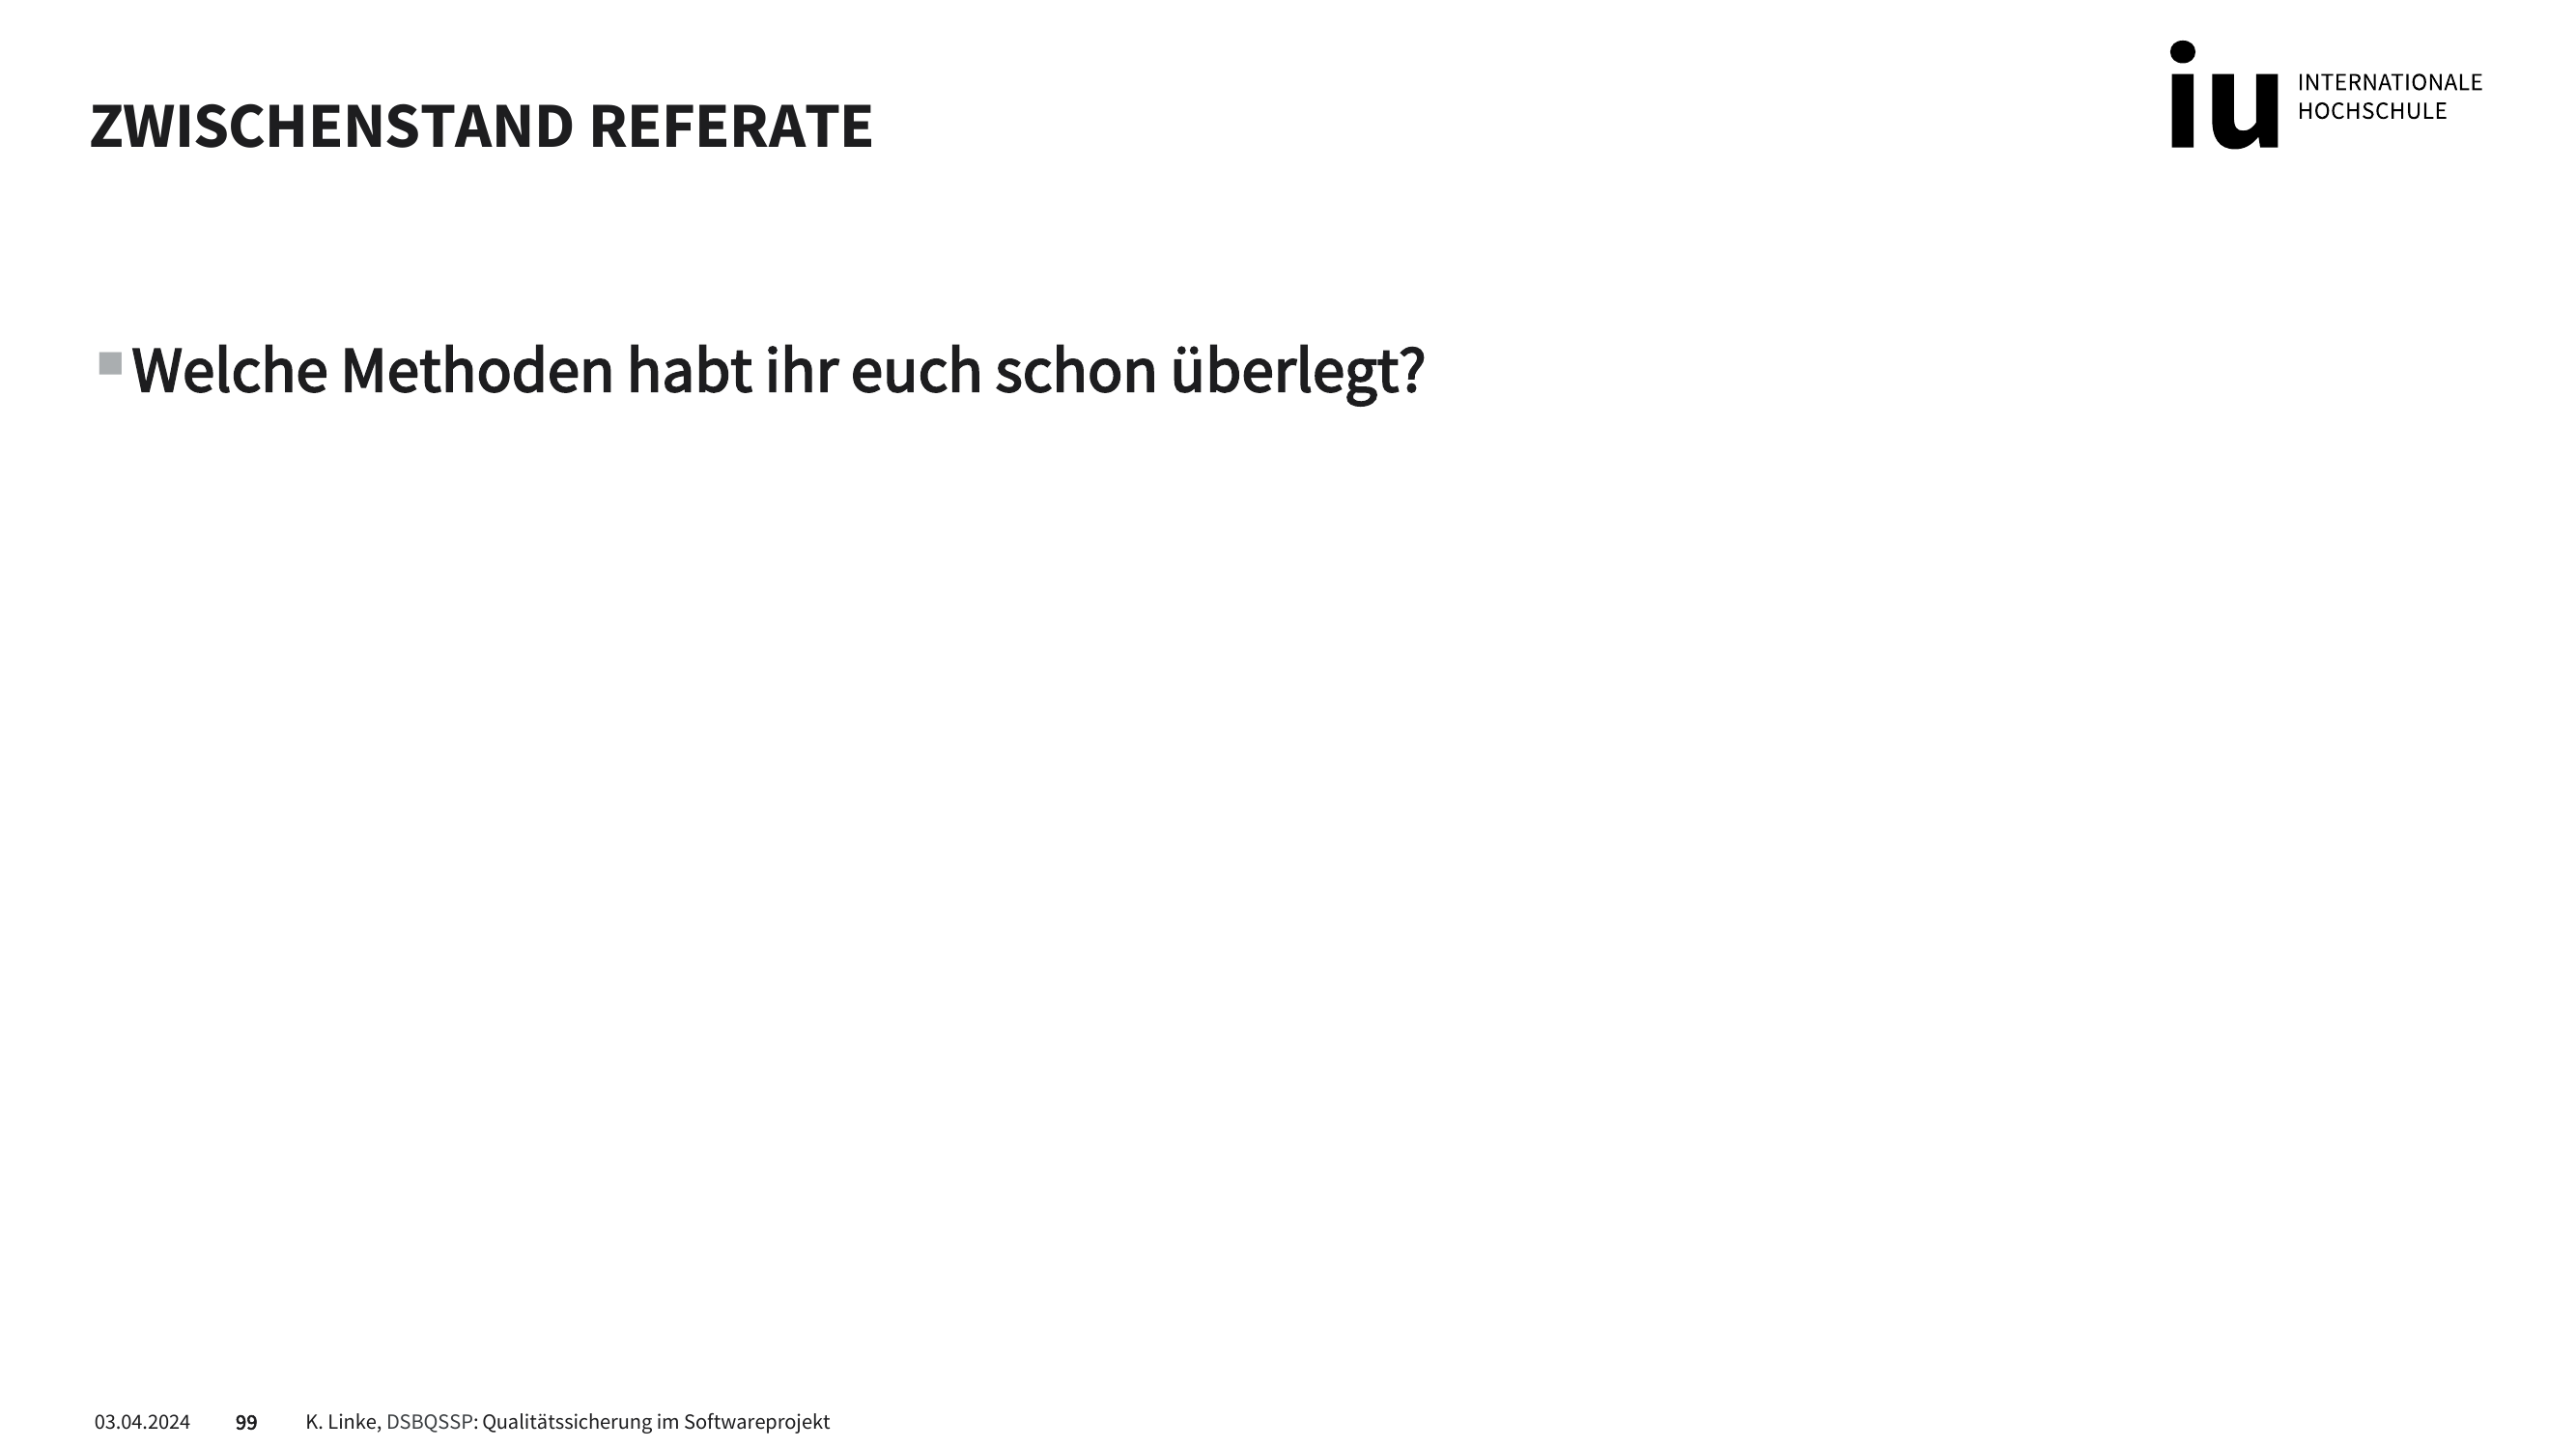 ZWISCHENSTAND REFERATE
iu INTERNATIONALE
HOCHSCHULE
Welche Methoden habt ihr euch schon überlegt?
03.04.2024 99 K. Linke, DSBQSSP: Qualitätssicherung im Softwareprojekt